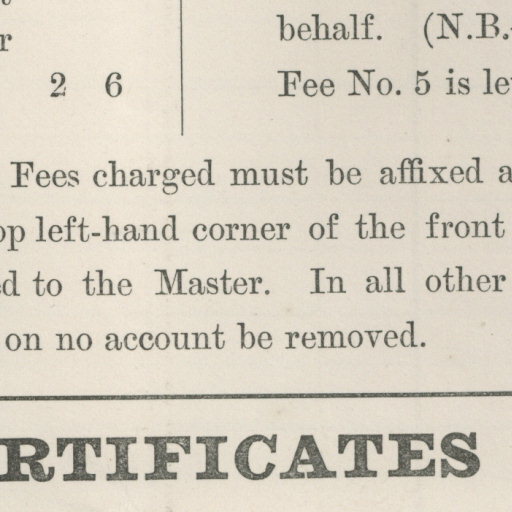 r
2 6
behalf. (N.B.
Fee No. 5 is le
Fees charged must be affixed a
op left-hand corner of the front
ed to the Master. In all other
on no account be removed.
RTIFICATES